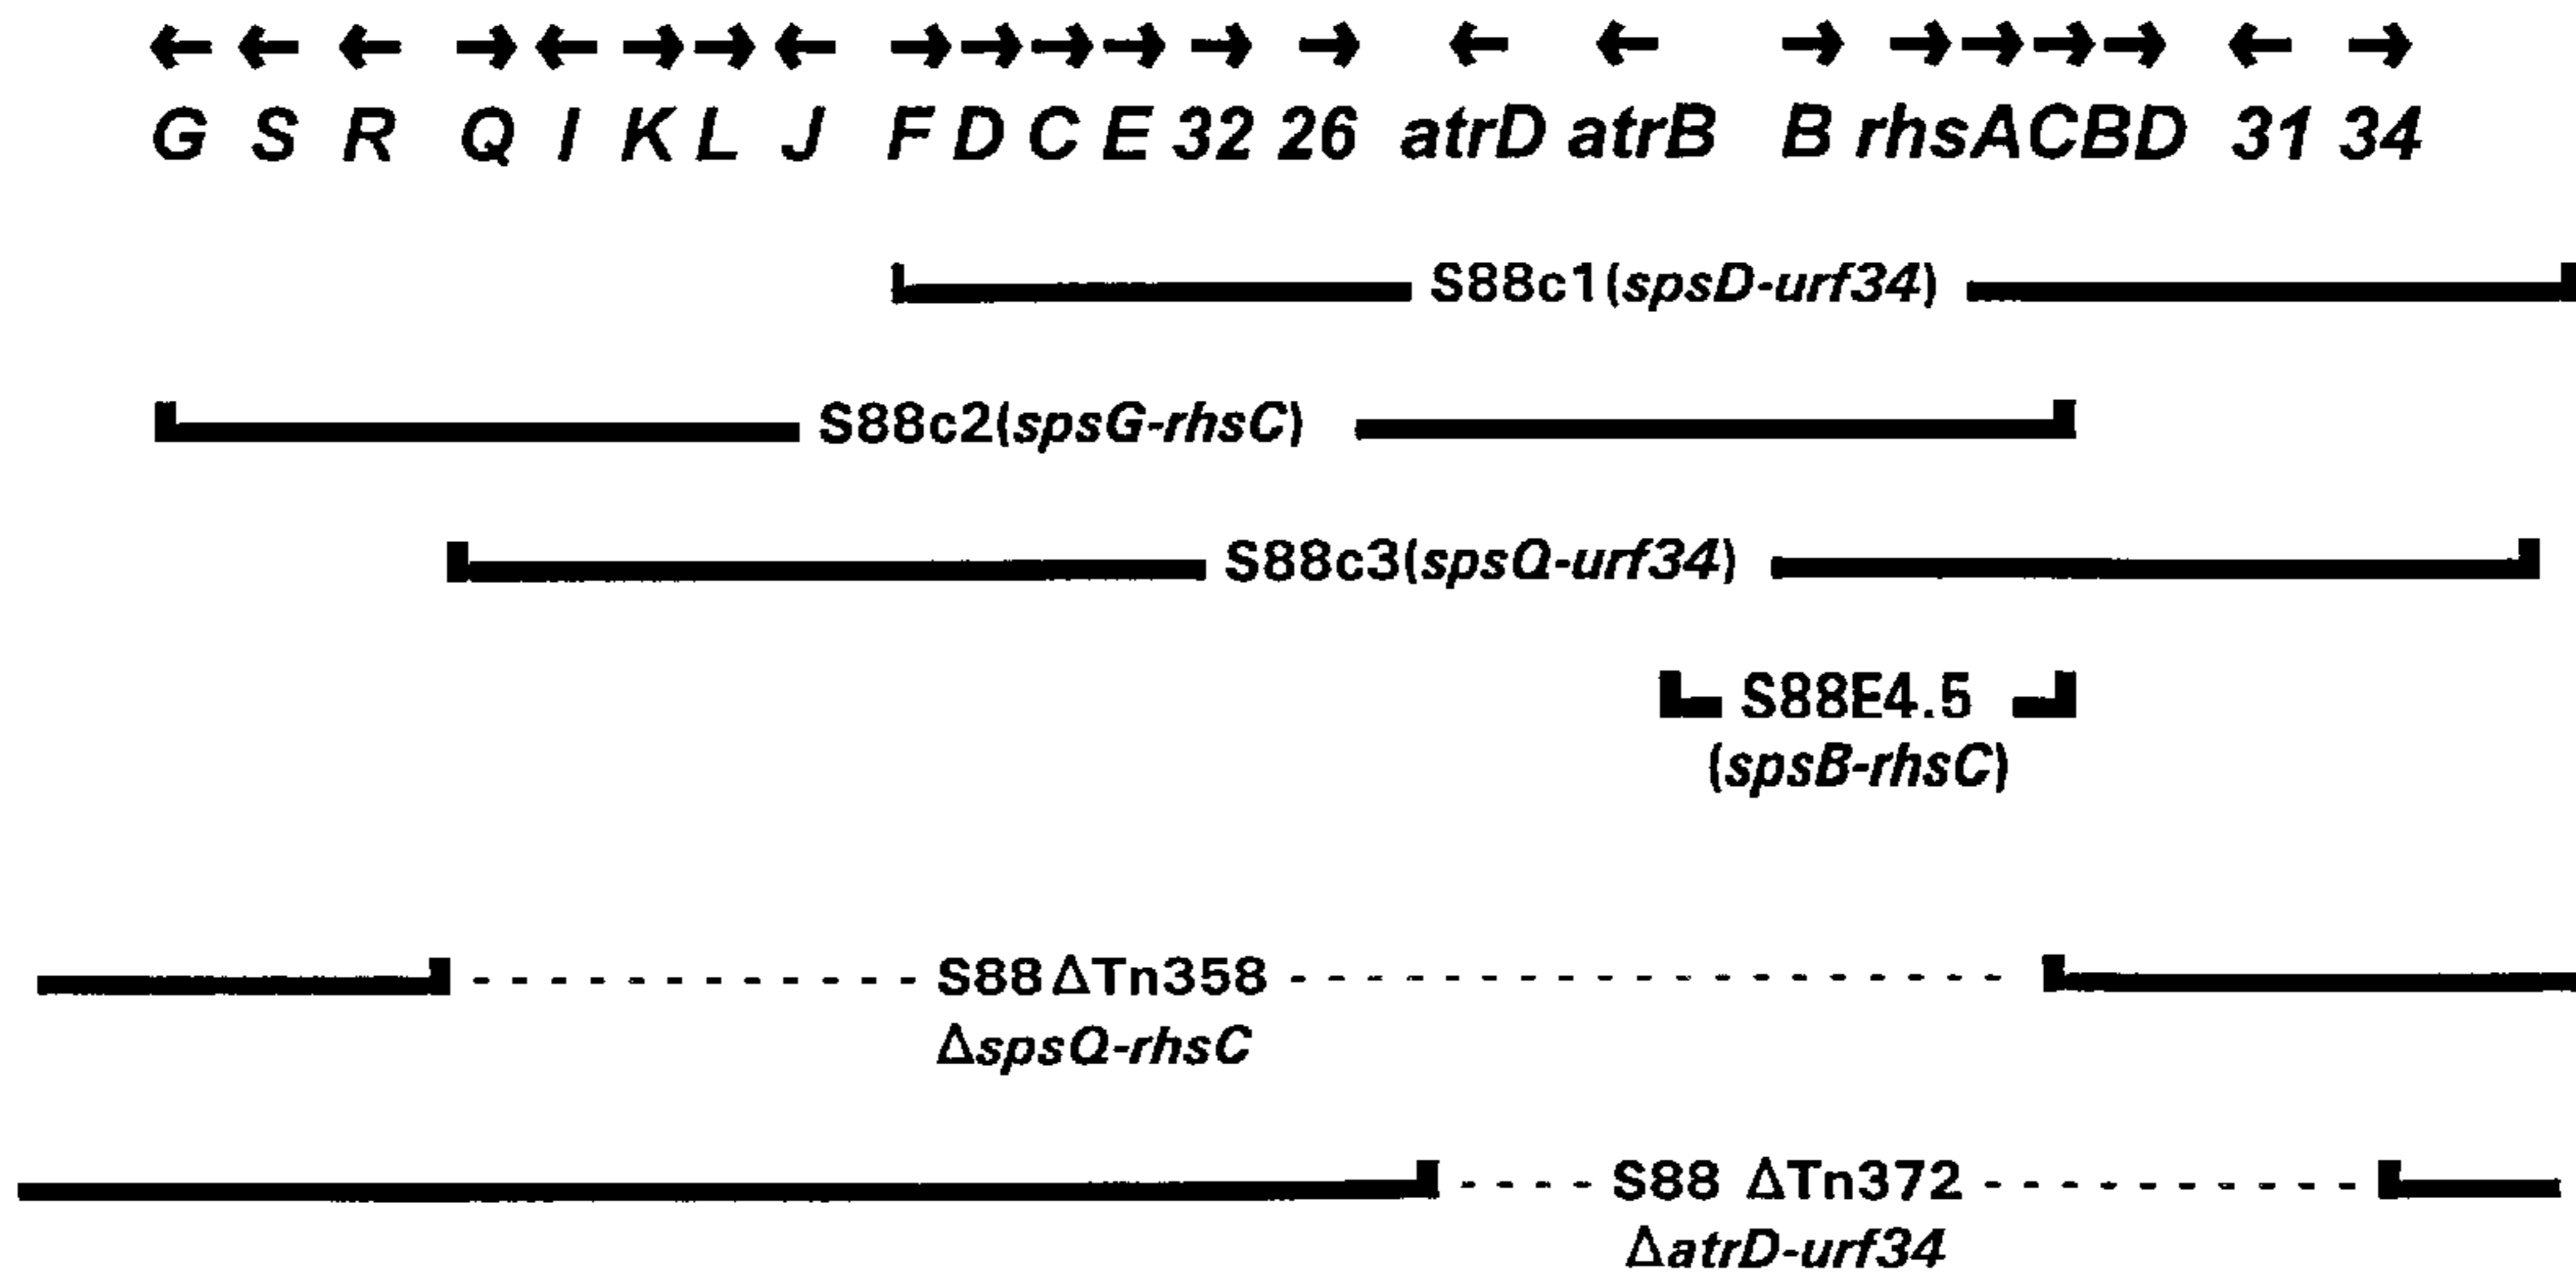 ← ← ← → ← → → ← → → → → → → ← ← → → → → → ← →
G S R Q I K L J F D C E 32 26 atrD atrB B rhsACBD 31 34
S88c1(spsD-urf34)
S88c2(spsG-rhsC)
S88c3(spsQ-urf34)
S88E4.5
(spsB-rhsC)
S88ΔTn358
ΔspsQ-rhsC
S88 ΔTn372
ΔatrD-urf34